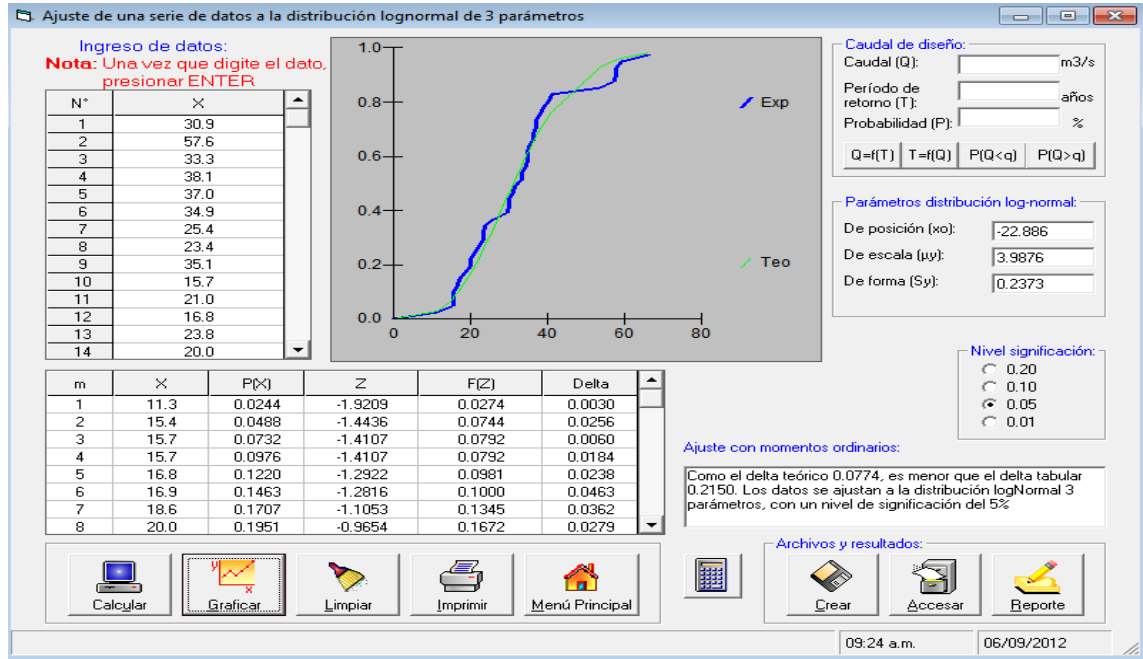 Ajuste de una serie de datos a la distribución lognormal de 3 parámetros
Ingreso de datos:
Nota: Una vez que digite el dato,
presionar ENTER
N° X
1 30.9
2 57.6
3 33.3
4 38.1
5 37.0
6 34.9
7 25.4
8 23.4
9 35.1
10 15.7
11 21.0
12 16.8
13 23.8
14 20.0
1.0
0.8
0.6
0.4
0.2
0.0
0 20 40 60 80
Exp
Teo
Caudal de diseño:
Caudal (Q): m3/s
Período de
retorno (T): años
Probabilidad (P): %
Q=f(T) T=f(Q) P(Q<q) P(Q>q)
Parámetros distribución log-normal:
De posición (xo): -22.886
De escala (µy): 3.9876
De forma (Sy): 0.2373
Nivel significación:
0.20
0.10
0.05
0.01
m X P(X) Z F(Z) Delta
1 11.3 0.0244 -1.9209 0.0274 0.0030
2 15.4 0.0488 -1.4436 0.0744 0.0256
3 15.7 0.0732 -1.4107 0.0792 0.0060
4 15.7 0.0976 -1.4107 0.0792 0.0184
5 16.8 0.1220 -1.2922 0.0981 0.0238
6 16.9 0.1463 -1.2816 0.1000 0.0463
7 18.6 0.1707 -1.1053 0.1345 0.0362
8 20.0 0.1951 -0.9654 0.1672 0.0279
Ajuste con momentos ordinarios:
Como el delta teórico 0.0774, es menor que el delta tabular
0.2150. Los datos se ajustan a la distribución logNormal 3
parámetros, con un nivel de significación del 5%
Calcular Graficar Limpiar Imprimir Menú Principal
y
x
Archivos y resultados:
Crear Accesar Reporte
09:24 a.m. 06/09/2012